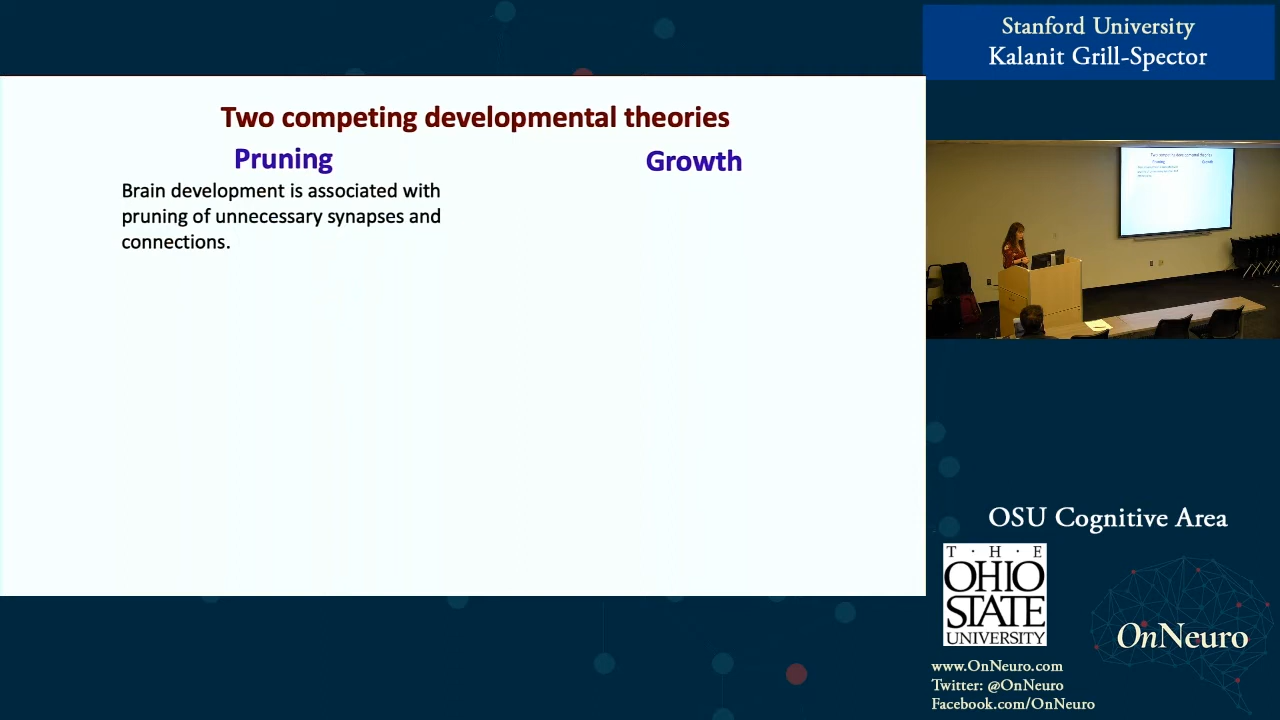 Stanford University
Kalanit Grill-Spector
Two competing developmental theories
Pruning
Growth
Brain development is associated with
pruning of unnecessary synapses and
connections.
OSU Cognitive Area
T · H · E
OHIO
STATE
UNIVERSITY
OnNeuro
www.OnNeuro.com
Twitter: @OnNeuro
Facebook.com/OnNeuro